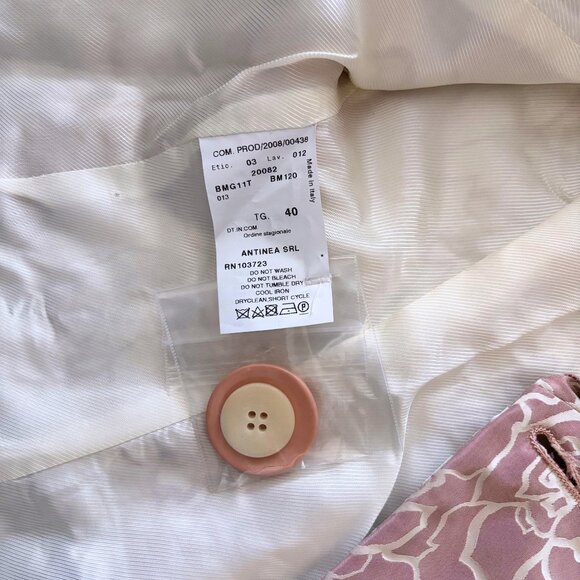 COM. PROD/2008/00438
Etic. 03 Lav. 012
20082
BMG11T BM120
013
TG. 40
DT.IN.COM.
Ordine stagionale
ANTINEA SRL
RN103723
DO NOT WASH
DO NOT BLEACH
DO NOT TUMBLE DRY
COOL IRON
DRYCLEAN,SHORT CYCLE
P
Made in Italy